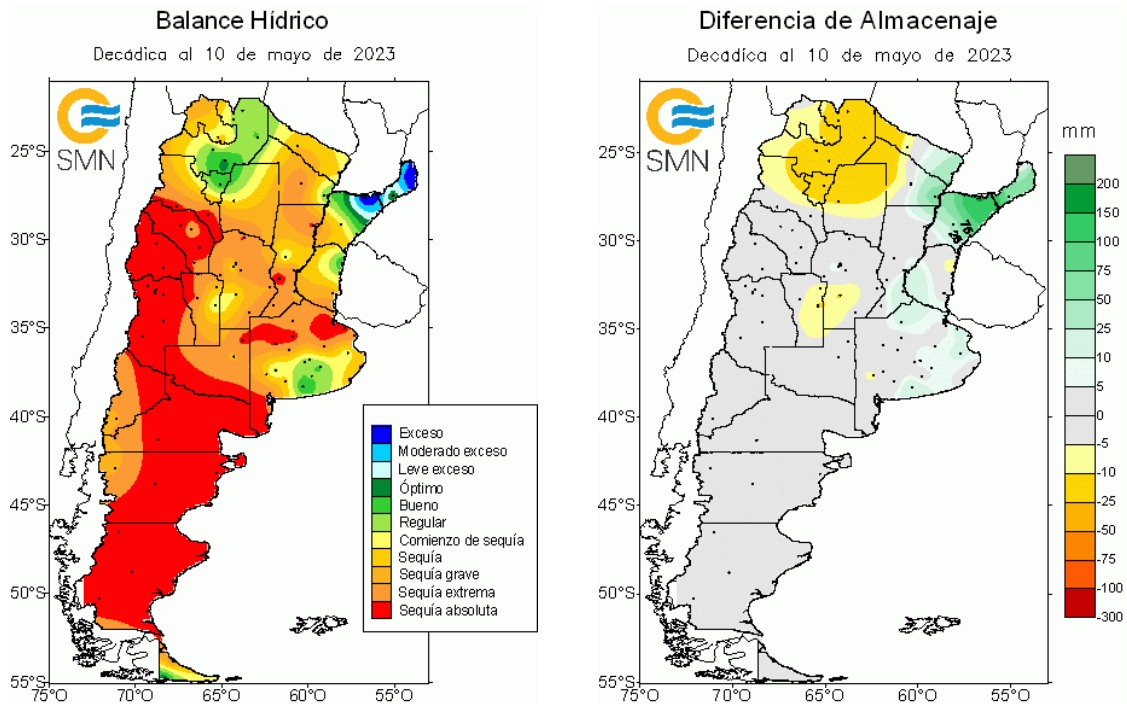 Balance Hídrico
Decádica al 10 de mayo de 2023
SMN
25°S
30°S
35°S
40°S
45°S
50°S
55°S
75°O
70°O
65°O
60°O
55°O
Exceso
Moderado exceso
Leve exceso
Óptimo
Bueno
Regular
Comienzo de sequía
Sequía
Sequía grave
Sequía extrema
Sequía absoluta
Diferencia de Almacenaje
Decádica al 10 de mayo de 2023
SMN
25°S
30°S
35°S
40°S
45°S
50°S
55°S
75°O
70°O
65°O
60°O
55°O
75
25
mm
200
150
100
75
50
25
10
5
0
-5
-10
-25
-50
-75
-100
-300